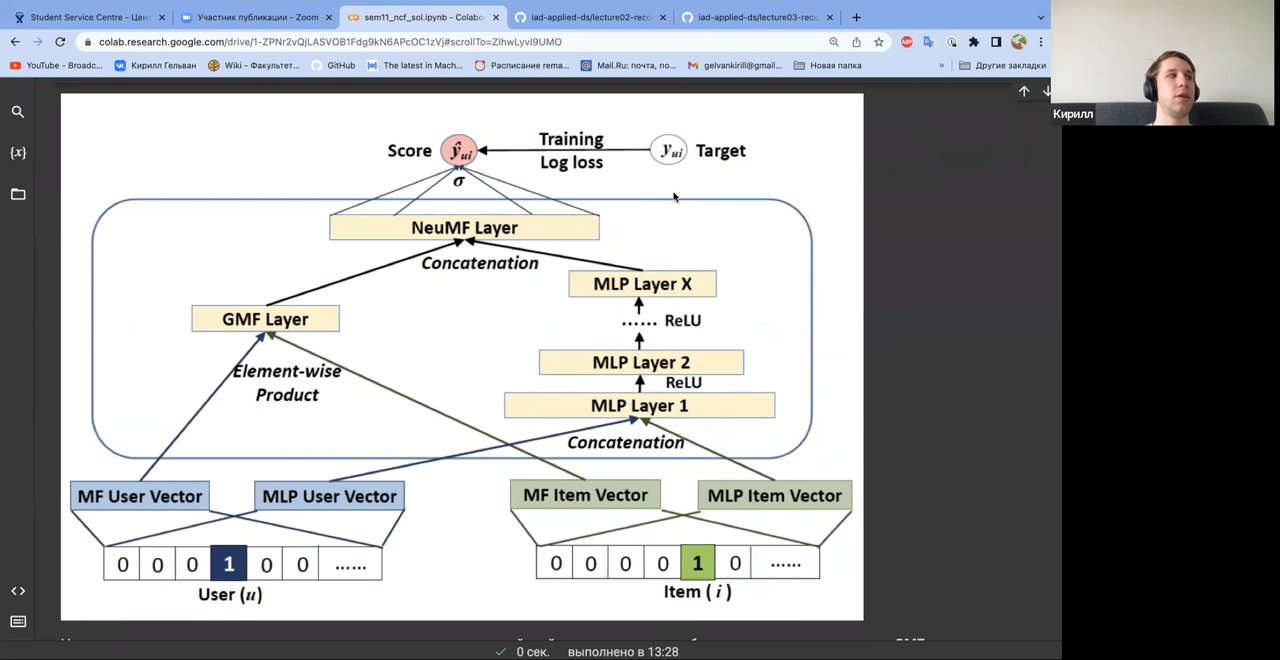 Student Service Centre - Цент
Участник публикации - Zoom
sem11_ncf_sol.ipynb - Colabo
iad-applied-ds/lecture02-reco
iad-applied-ds/lecture03-reco
colab.research.google.com/drive/1-ZPNr2vQjLASVOB1Fdg9kN6APcOC1zVj#scrollTo=ZlhwLyvI9UMO
YouTube - Broadc...
Кирилл Гельван
Wiki - Факультет...
GitHub
The latest in Mach...
Расписание rema...
Mail.Ru: почта, по...
gelvankirill@gmail...
Новая папка
»
Другие закладки
ABP
Кирилл
{x}
Score ŷui Training yui Target
Log loss
σ
NeuMF Layer
Concatenation
MLP Layer X
GMF Layer
...... ReLU
Element-wise
Product
MLP Layer 2
ReLU
MLP Layer 1
Concatenation
MF User Vector MLP User Vector MF Item Vector MLP Item Vector
0 0 0 1 0 0 ...... 0 0 0 0 1 0 ......
User (u) Item ( i )
0 сек. выполнено в 13:28